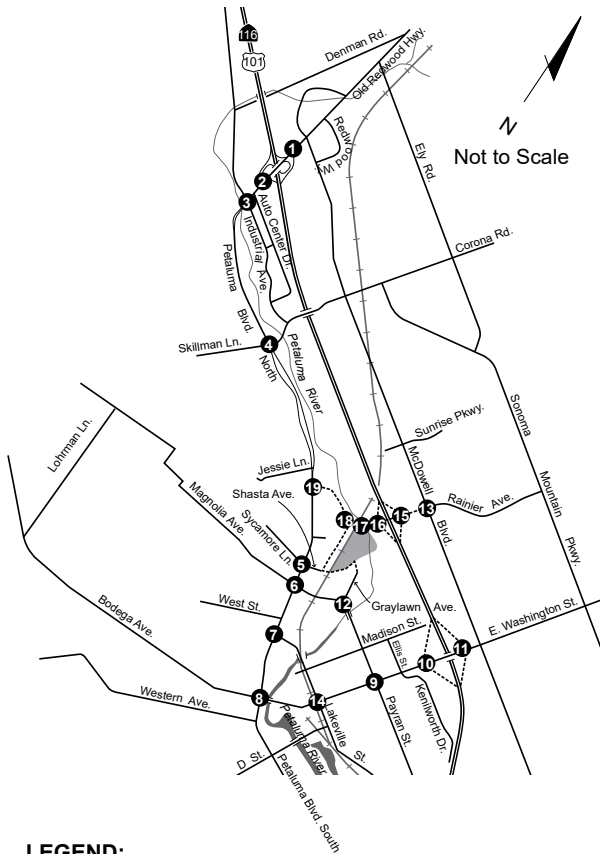 116
101
Denman Rd.
Old Redwood Hwy.
N
Not to Scale
Redwood Wy.
Ely Rd.
1
2
3
Auto Center Dr.
Industrial Ave.
Petaluma
Blvd.
North
Corona Rd.
Skillman Ln.
4
Petaluma River
Sonoma
Mountain
Pkwy.
Lohrman Ln.
Sunrise Pkwy.
McDowell
Blvd.
Jessie Ln.
19
Rainier Ave.
Shasta Ave.
Magnolia Ave.
Sycamore Ln.
18
17
16
15
13
5
6
12
Graylawn Ave.
West St.
Bodega Ave.
Madison St.
E. Washington St.
7
Ellis St.
11
10
9
Western Ave.
8
14
Lakeville
St.
Payran St.
Kenilworth Dr.
Petaluma River
D St.
Petaluma Blvd. South
LEGEND: